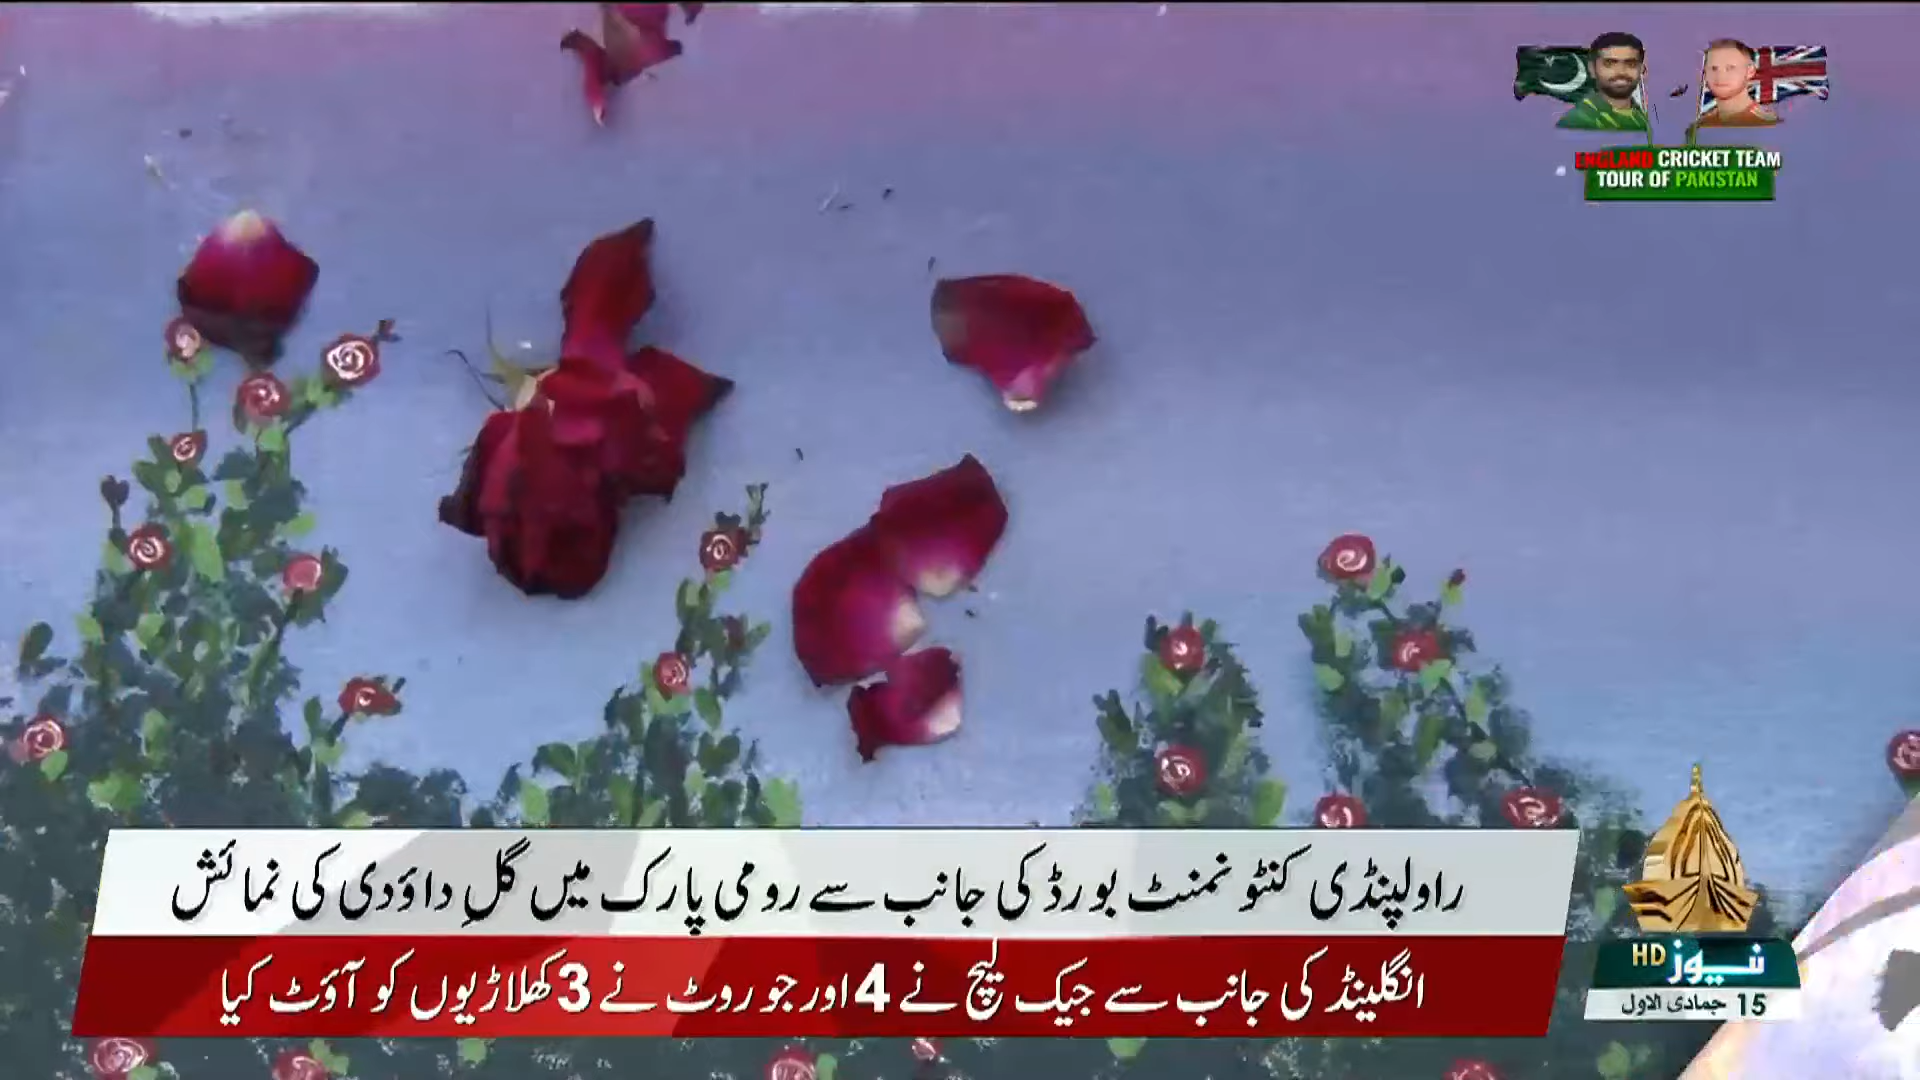 ENGLAND CRICKET TEAM
TOUR OF PAKISTAN
راولپنڈی کنٹونمنٹ بورڈ کی جانب سے رومی پارک میں گلِ داؤدی کی نمائش
انگلینڈ کی جانب سے جیک لیچ نے 4 اور جو روٹ نے 3 کھلاڑیوں کو آؤٹ کیا
نیوز HD
15 جمادی الاول